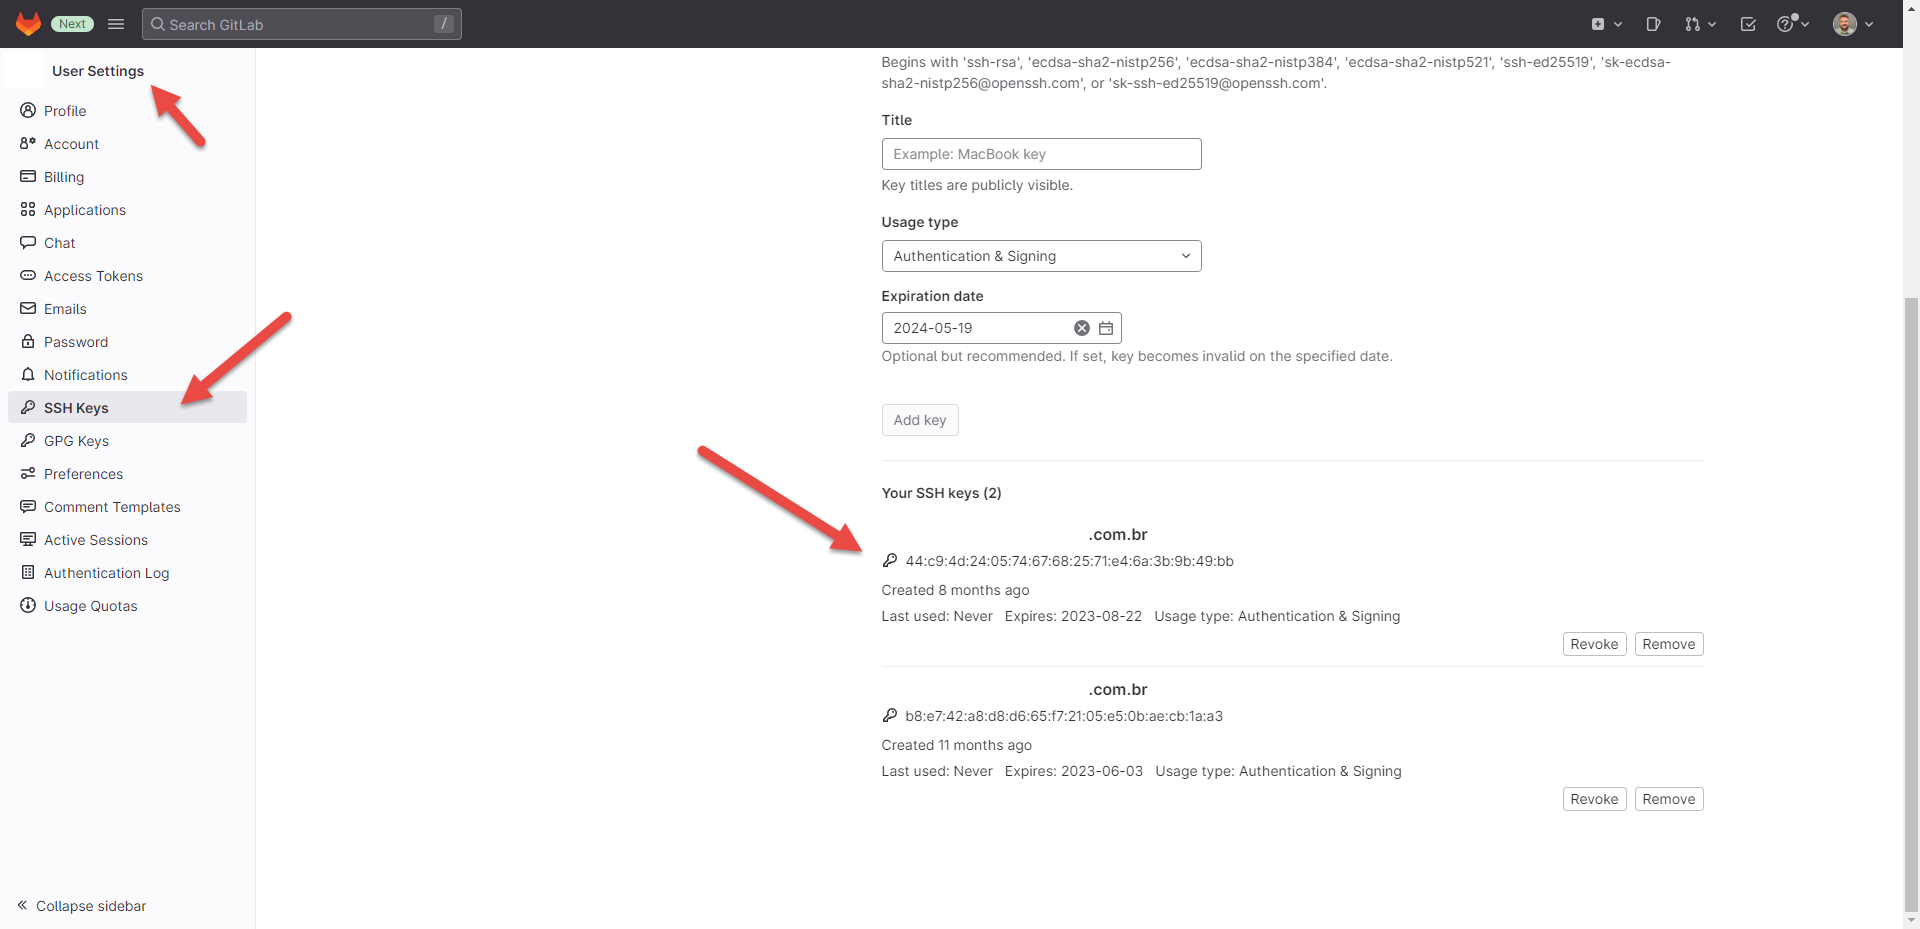 Next
Search GitLab
/
User Settings
Profile
Account
Billing
Applications
Chat
Access Tokens
Emails
Password
Notifications
SSH Keys
GPG Keys
Preferences
Comment Templates
Active Sessions
Authentication Log
Usage Quotas
Collapse sidebar
Begins with 'ssh-rsa', 'ecdsa-sha2-nistp256', 'ecdsa-sha2-nistp384', 'ecdsa-sha2-nistp521', 'ssh-ed25519', 'sk-ecdsa-
sha2-nistp256@openssh.com', or 'sk-ssh-ed25519@openssh.com'.
Title
Example: MacBook key
Key titles are publicly visible.
Usage type
Authentication & Signing
Expiration date
2024-05-19
Optional but recommended. If set, key becomes invalid on the specified date.
Add key
Your SSH keys (2)
.com.br
44:c9:4d:24:05:74:67:68:25:71:e4:6a:3b:9b:49:bb
Created 8 months ago
Last used: Never Expires: 2023-08-22 Usage type: Authentication & Signing
Revoke Remove
.com.br
b8:e7:42:a8:d8:d6:65:f7:21:05:e5:0b:ae:cb:1a:a3
Created 11 months ago
Last used: Never Expires: 2023-06-03 Usage type: Authentication & Signing
Revoke Remove